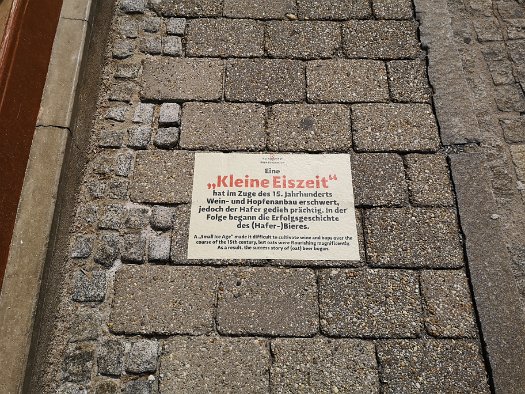 Eine
„Kleine Eiszeit“
hat im Zuge des 15. Jahrhunderts
Wein- und Hopfenanbau erschwert,
jedoch der Hafer gedieh prächtig. In der
Folge begann die Erfolgsgeschichte
des (Hafer-)Bieres.
A „Small Ice Age“ made it difficult to cultivate wine and hops over the
course of the 15th century, but oats were flourishing magnificently.
As a result, the success story of (oat) beer began.